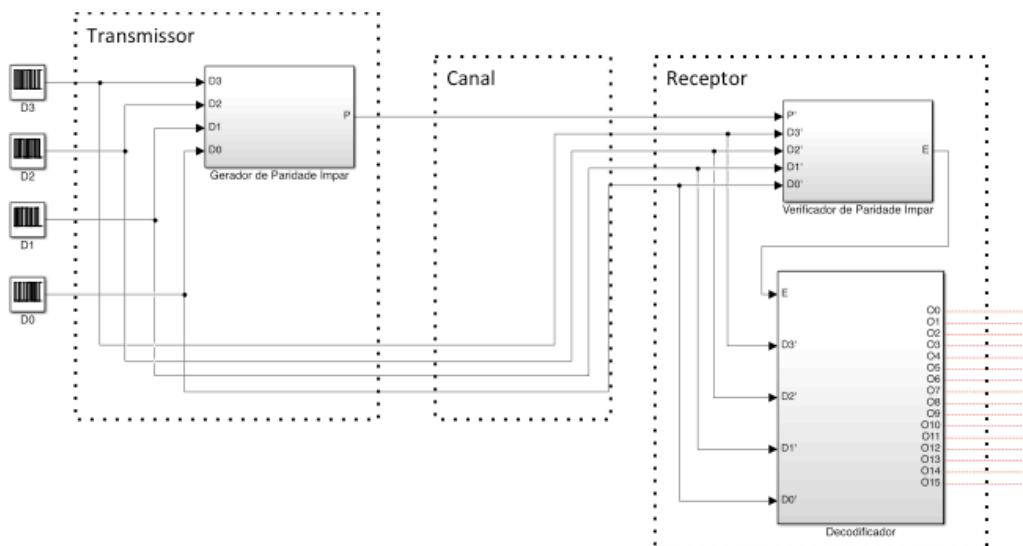 Transmissor
Canal
Receptor
D3
D2
D1
D0
D3
D2
D1
D0
P
Gerador de Paridade Impar
P'
D3'
D2'
D1'
D0'
E
Verificador de Paridade Impar
E
D3'
D2'
D1'
D0'
O0
O1
O2
O3
O4
O5
O6
O7
O8
O9
O10
O11
O12
O13
O14
O15
Decodificador